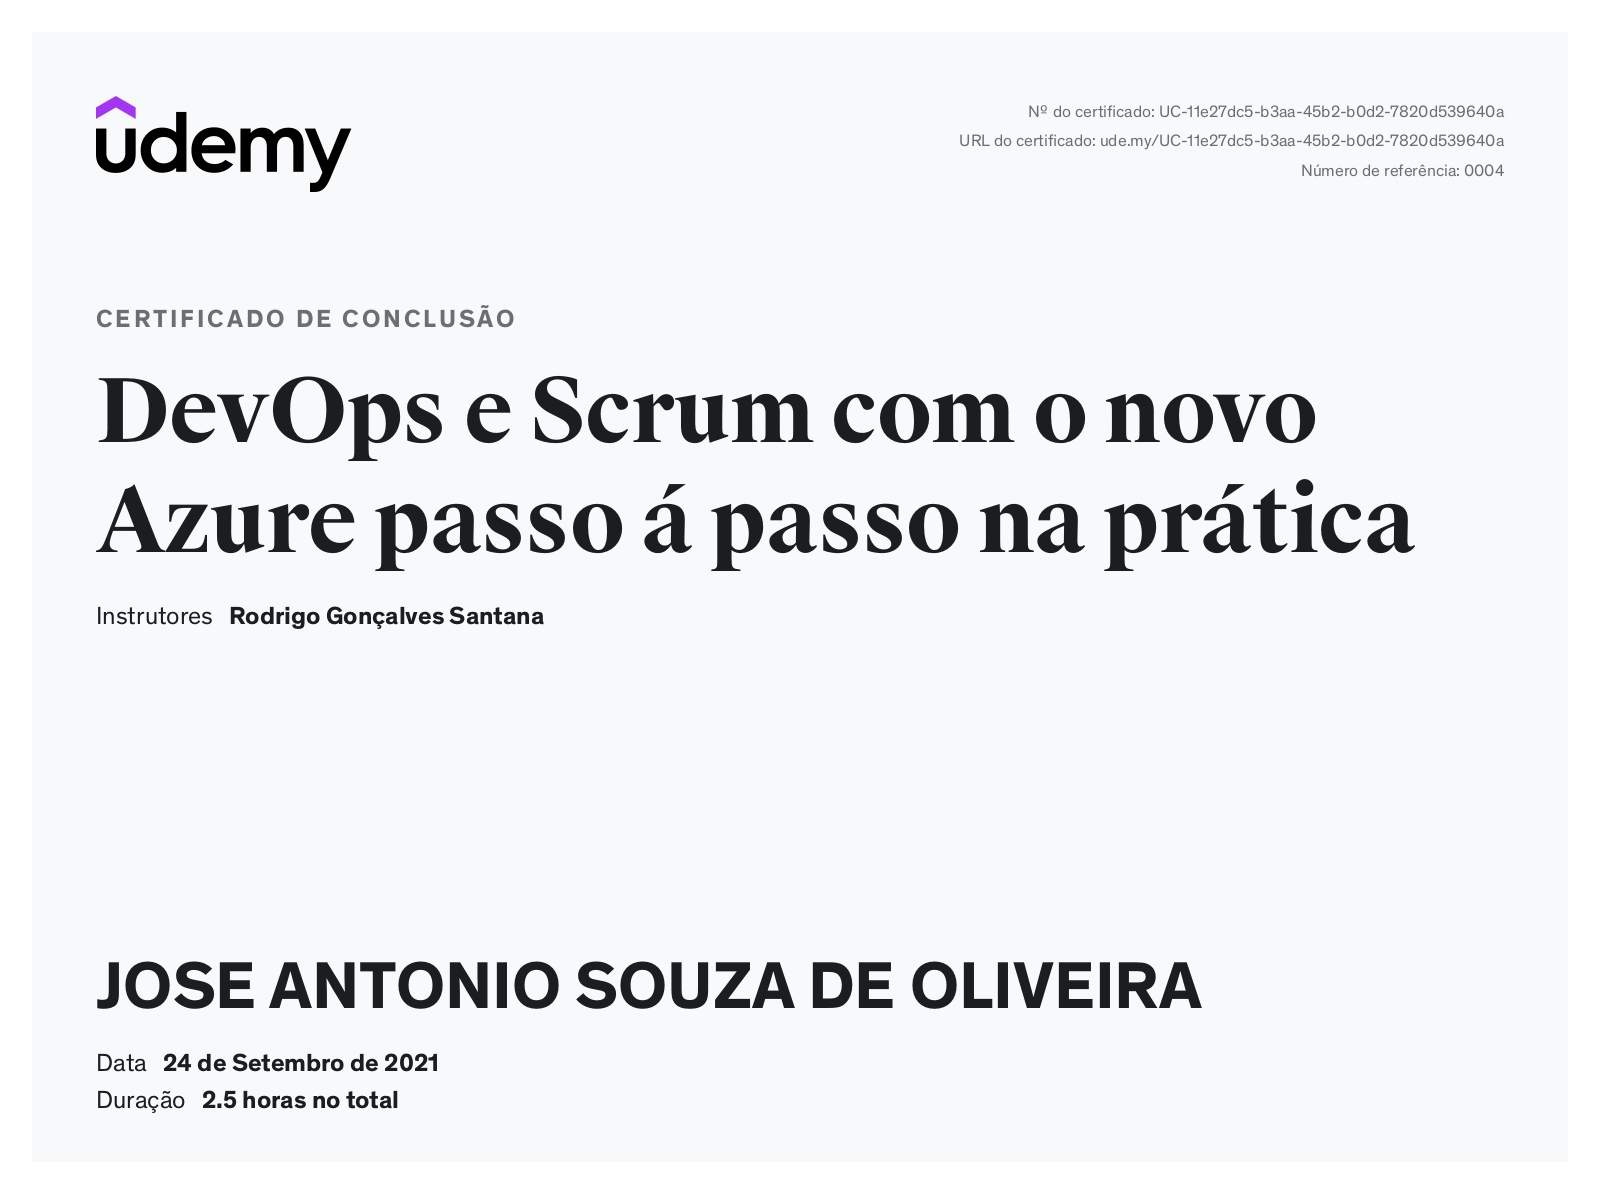 udemy
Nº do certificado: UC-11e27dc5-b3aa-45b2-b0d2-7820d539640a
URL do certificado: ude.my/UC-11e27dc5-b3aa-45b2-b0d2-7820d539640a
Número de referência: 0004
CERTIFICADO DE CONCLUSÃO
DevOps e Scrum com o novo
Azure passo á passo na prática
Instrutores Rodrigo Gonçalves Santana
JOSE ANTONIO SOUZA DE OLIVEIRA
Data 24 de Setembro de 2021
Duração 2.5 horas no total